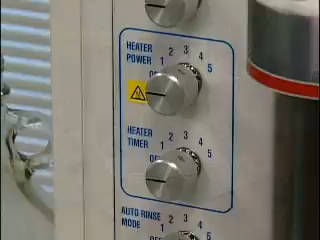 HEATER
POWER
1 2 3 4 5
HEATER
TIMER
1 2 3 4 5
OFF
AUTO RINSE
MODE
1 2 3 4 5